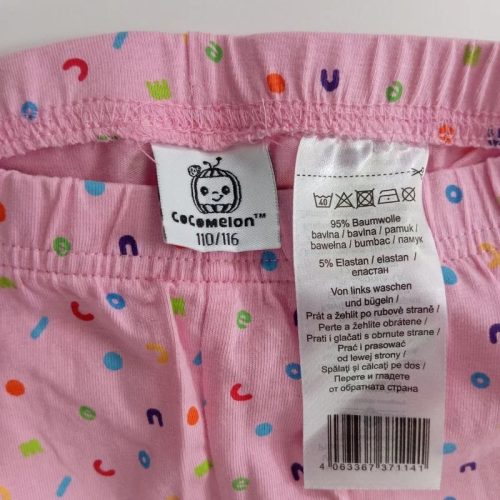 CoComelon™
110/116
40
95% Baumwolle
bavlna / bavlna / pamuk /
bawełna / bumbac / памук
5% Elastan / elastan /
еластан
Von links waschen
und bügeln /
Prát a žehlit po rubové straně /
Perte a žehlite obrátene /
Prati i glačati s obrnute strane /
Prać i prasować
od lewej strony /
Spălați și călcați pe dos /
Перете и гладете
от обратната страна
4 063367 371141